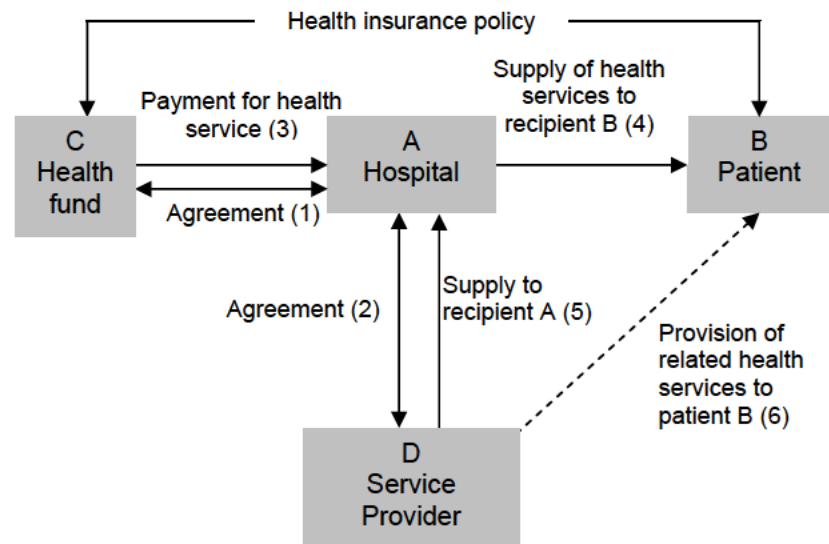 Health insurance policy
Supply of health
services to
recipient B (4)
Payment for health
service (3)
C
Health
fund
A
Hospital
B
Patient
Agreement (1)
Agreement (2)
Supply to
recipient A (5)
Provision of
related health
services to
patient B (6)
D
Service
Provider